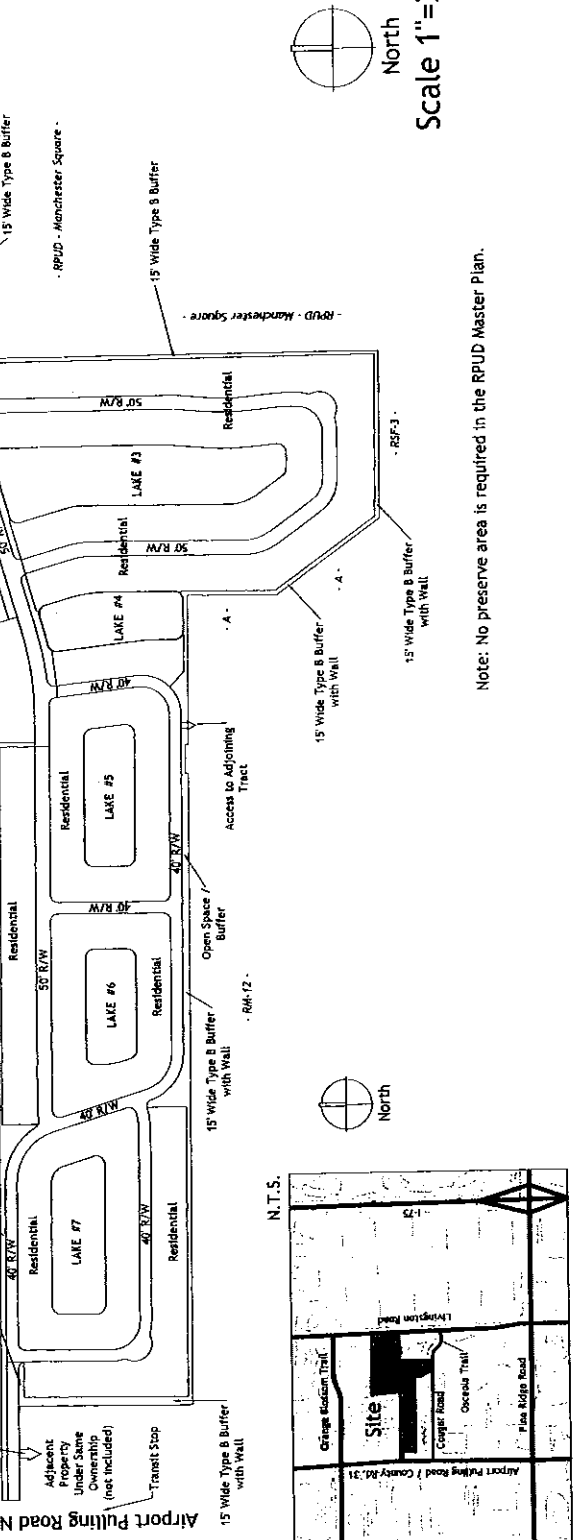 15' Wide Type B Buffer
- RPUD - Manchester Square -
15' Wide Type B Buffer
- RPUD - Manchester Square -
North
Scale 1"=
Residential
50' R/W
LAKE #3
Residential
50' R/W
Residential
LAKE #4
- A -
- A -
- RSF-3 -
15' Wide Type B Buffer
with Wall
15' Wide Type B Buffer
with Wall
Note: No preserve area is required in the RPUD Master Plan.
40' R/W
Residential
LAKE #5
40' R/W
Access to Adjoining
Tract
Residential
50' R/W
40' R/W
LAKE #6
Residential
Open Space /
Buffer
15' Wide Type B Buffer
with Wall
- RM-12 -
40' R/W
40' R/W
Residential
LAKE #7
40' R/W
Residential
Adjacent
Property
Under Same
Ownership
(not included)
Transit Stop
Airport Pulling Road N
15' Wide Type B Buffer
with Wall
N.T.S.
North
Orange Blossom Trail
Site
Livingston Road
I-75
Cougar Road
Osceola Trail
Pine Ridge Road
Airport Pulling Road / County Rd. 31